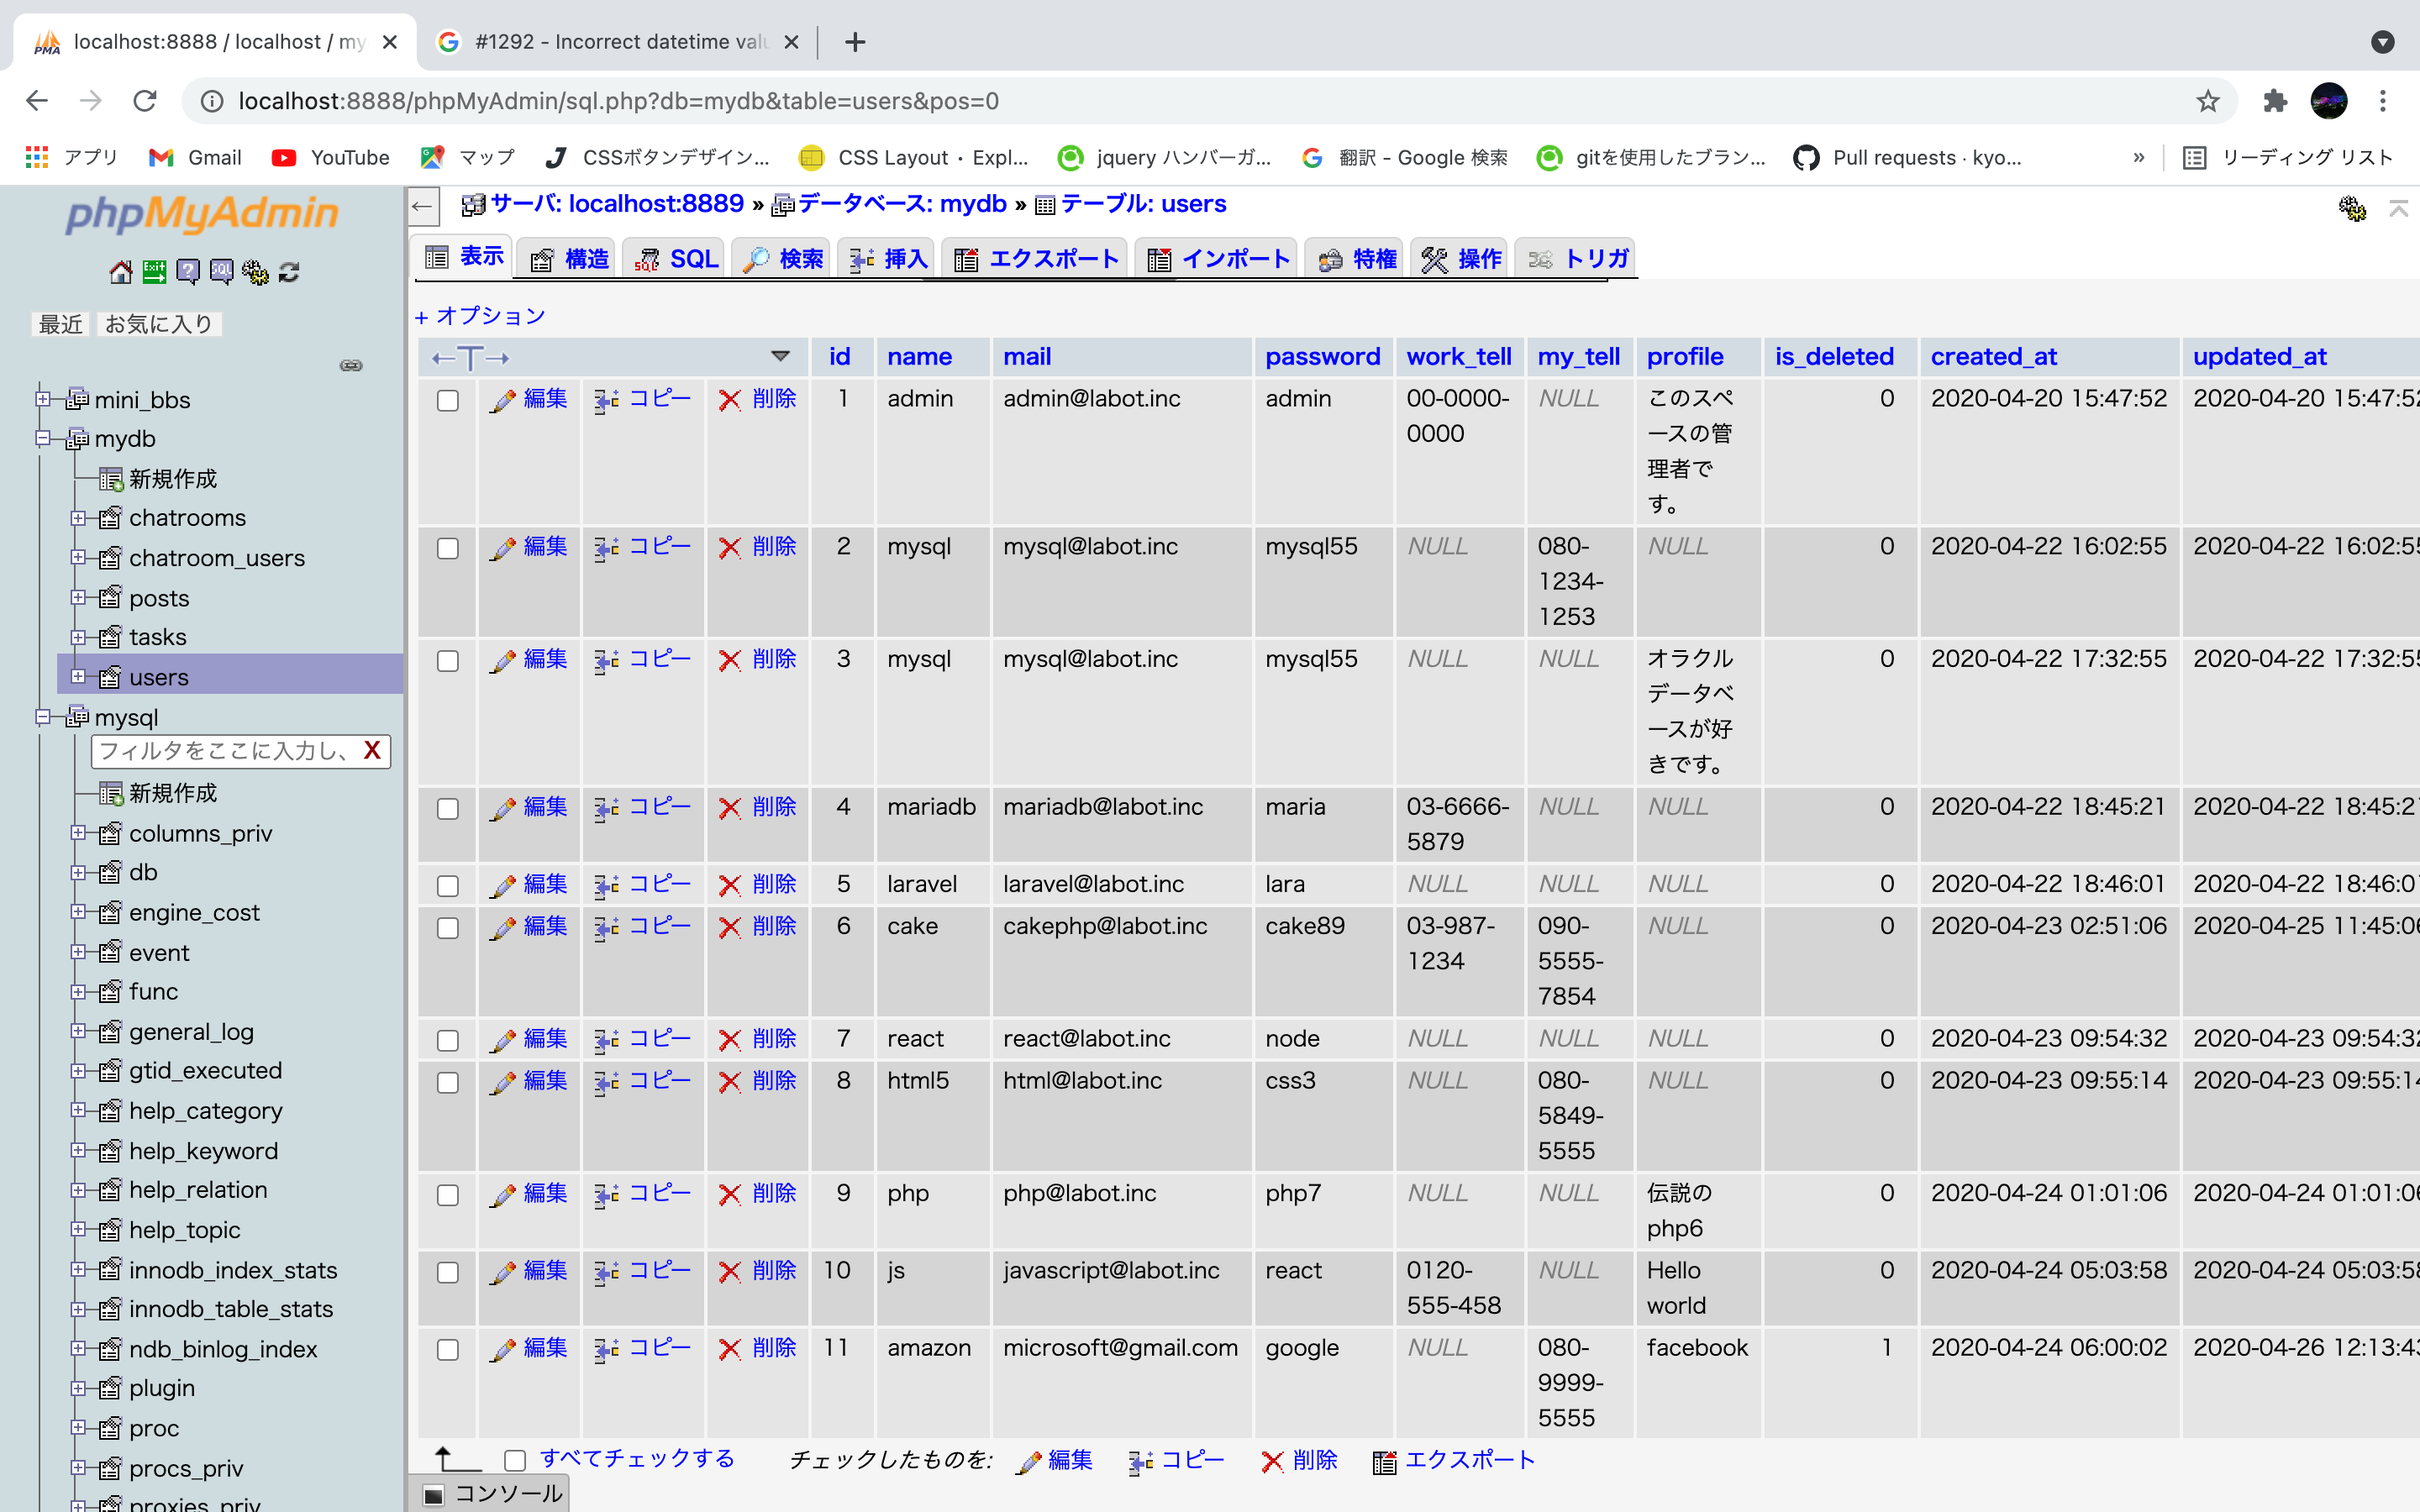 localhost:8888 / localhost / my
#1292 - Incorrect datetime valu
localhost:8888/phpMyAdmin/sql.php?db=mydb&table=users&pos=0
アプリ Gmail YouTube マップ CSSボタンデザイン... CSS Layout・Expl... jquery ハンバーガ... 翻訳 - Google 検索 gitを使用したブラン... Pull requests · kyo... » リーディング リスト
phpMyAdmin
最近 お気に入り
mini_bbs
mydb
新規作成
chatrooms
chatroom_users
posts
tasks
users
mysql
フィルタをここに入力し、 X
新規作成
columns_priv
db
engine_cost
event
func
general_log
gtid_executed
help_category
help_keyword
help_relation
help_topic
innodb_index_stats
innodb_table_stats
ndb_binlog_index
plugin
proc
procs_priv
proxies_priv
サーバ: localhost:8889 » データベース: mydb » テーブル: users
表示 構造 SQL 検索 挿入 エクスポート インポート 特権 操作 トリガ
+ オプション
←T→ id name mail password work_tell my_tell profile is_deleted created_at updated_at
編集 コピー 削除 1 admin admin@labot.inc admin 00-0000- NULL このスペ 0 2020-04-20 15:47:52 2020-04-20 15:47:52
0000 ースの管
理者で
す。
編集 コピー 削除 2 mysql mysql@labot.inc mysql55 NULL 080- NULL 0 2020-04-22 16:02:55 2020-04-22 16:02:55
1234-
1253
編集 コピー 削除 3 mysql mysql@labot.inc mysql55 NULL NULL オラクル 0 2020-04-22 17:32:55 2020-04-22 17:32:55
データベ
ースが好
きです。
編集 コピー 削除 4 mariadb mariadb@labot.inc maria 03-6666- NULL NULL 0 2020-04-22 18:45:21 2020-04-22 18:45:21
5879
編集 コピー 削除 5 laravel laravel@labot.inc lara NULL NULL NULL 0 2020-04-22 18:46:01 2020-04-22 18:46:01
編集 コピー 削除 6 cake cakephp@labot.inc cake89 03-987- 090- NULL 0 2020-04-23 02:51:06 2020-04-25 11:45:06
1234 5555-
7854
編集 コピー 削除 7 react react@labot.inc node NULL NULL NULL 0 2020-04-23 09:54:32 2020-04-23 09:54:32
編集 コピー 削除 8 html5 html@labot.inc css3 NULL 080- NULL 0 2020-04-23 09:55:14 2020-04-23 09:55:14
5849-
5555
編集 コピー 削除 9 php php@labot.inc php7 NULL NULL 伝説の 0 2020-04-24 01:01:06 2020-04-24 01:01:06
php6
編集 コピー 削除 10 js javascript@labot.inc react 0120- NULL Hello 0 2020-04-24 05:03:58 2020-04-24 05:03:58
555-458 world
編集 コピー 削除 11 amazon microsoft@gmail.com google NULL 080- facebook 1 2020-04-24 06:00:02 2020-04-26 12:13:43
9999-
5555
すべてチェックする チェックしたものを: 編集 コピー 削除 エクスポート
コンソール